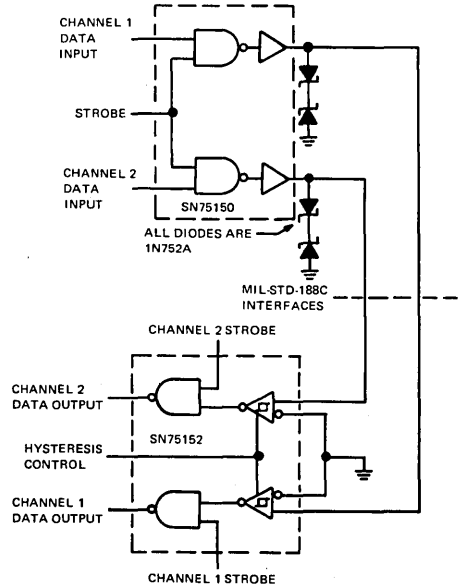 CHANNEL 1
DATA
INPUT
STROBE
CHANNEL 2
DATA
INPUT
SN75150
ALL DIODES ARE
1N752A
MIL-STD-188C
INTERFACES
CHANNEL 2 STROBE
CHANNEL 2
DATA OUTPUT
SN75152
HYSTERESIS
CONTROL
CHANNEL 1
DATA OUTPUT
CHANNEL 1 STROBE